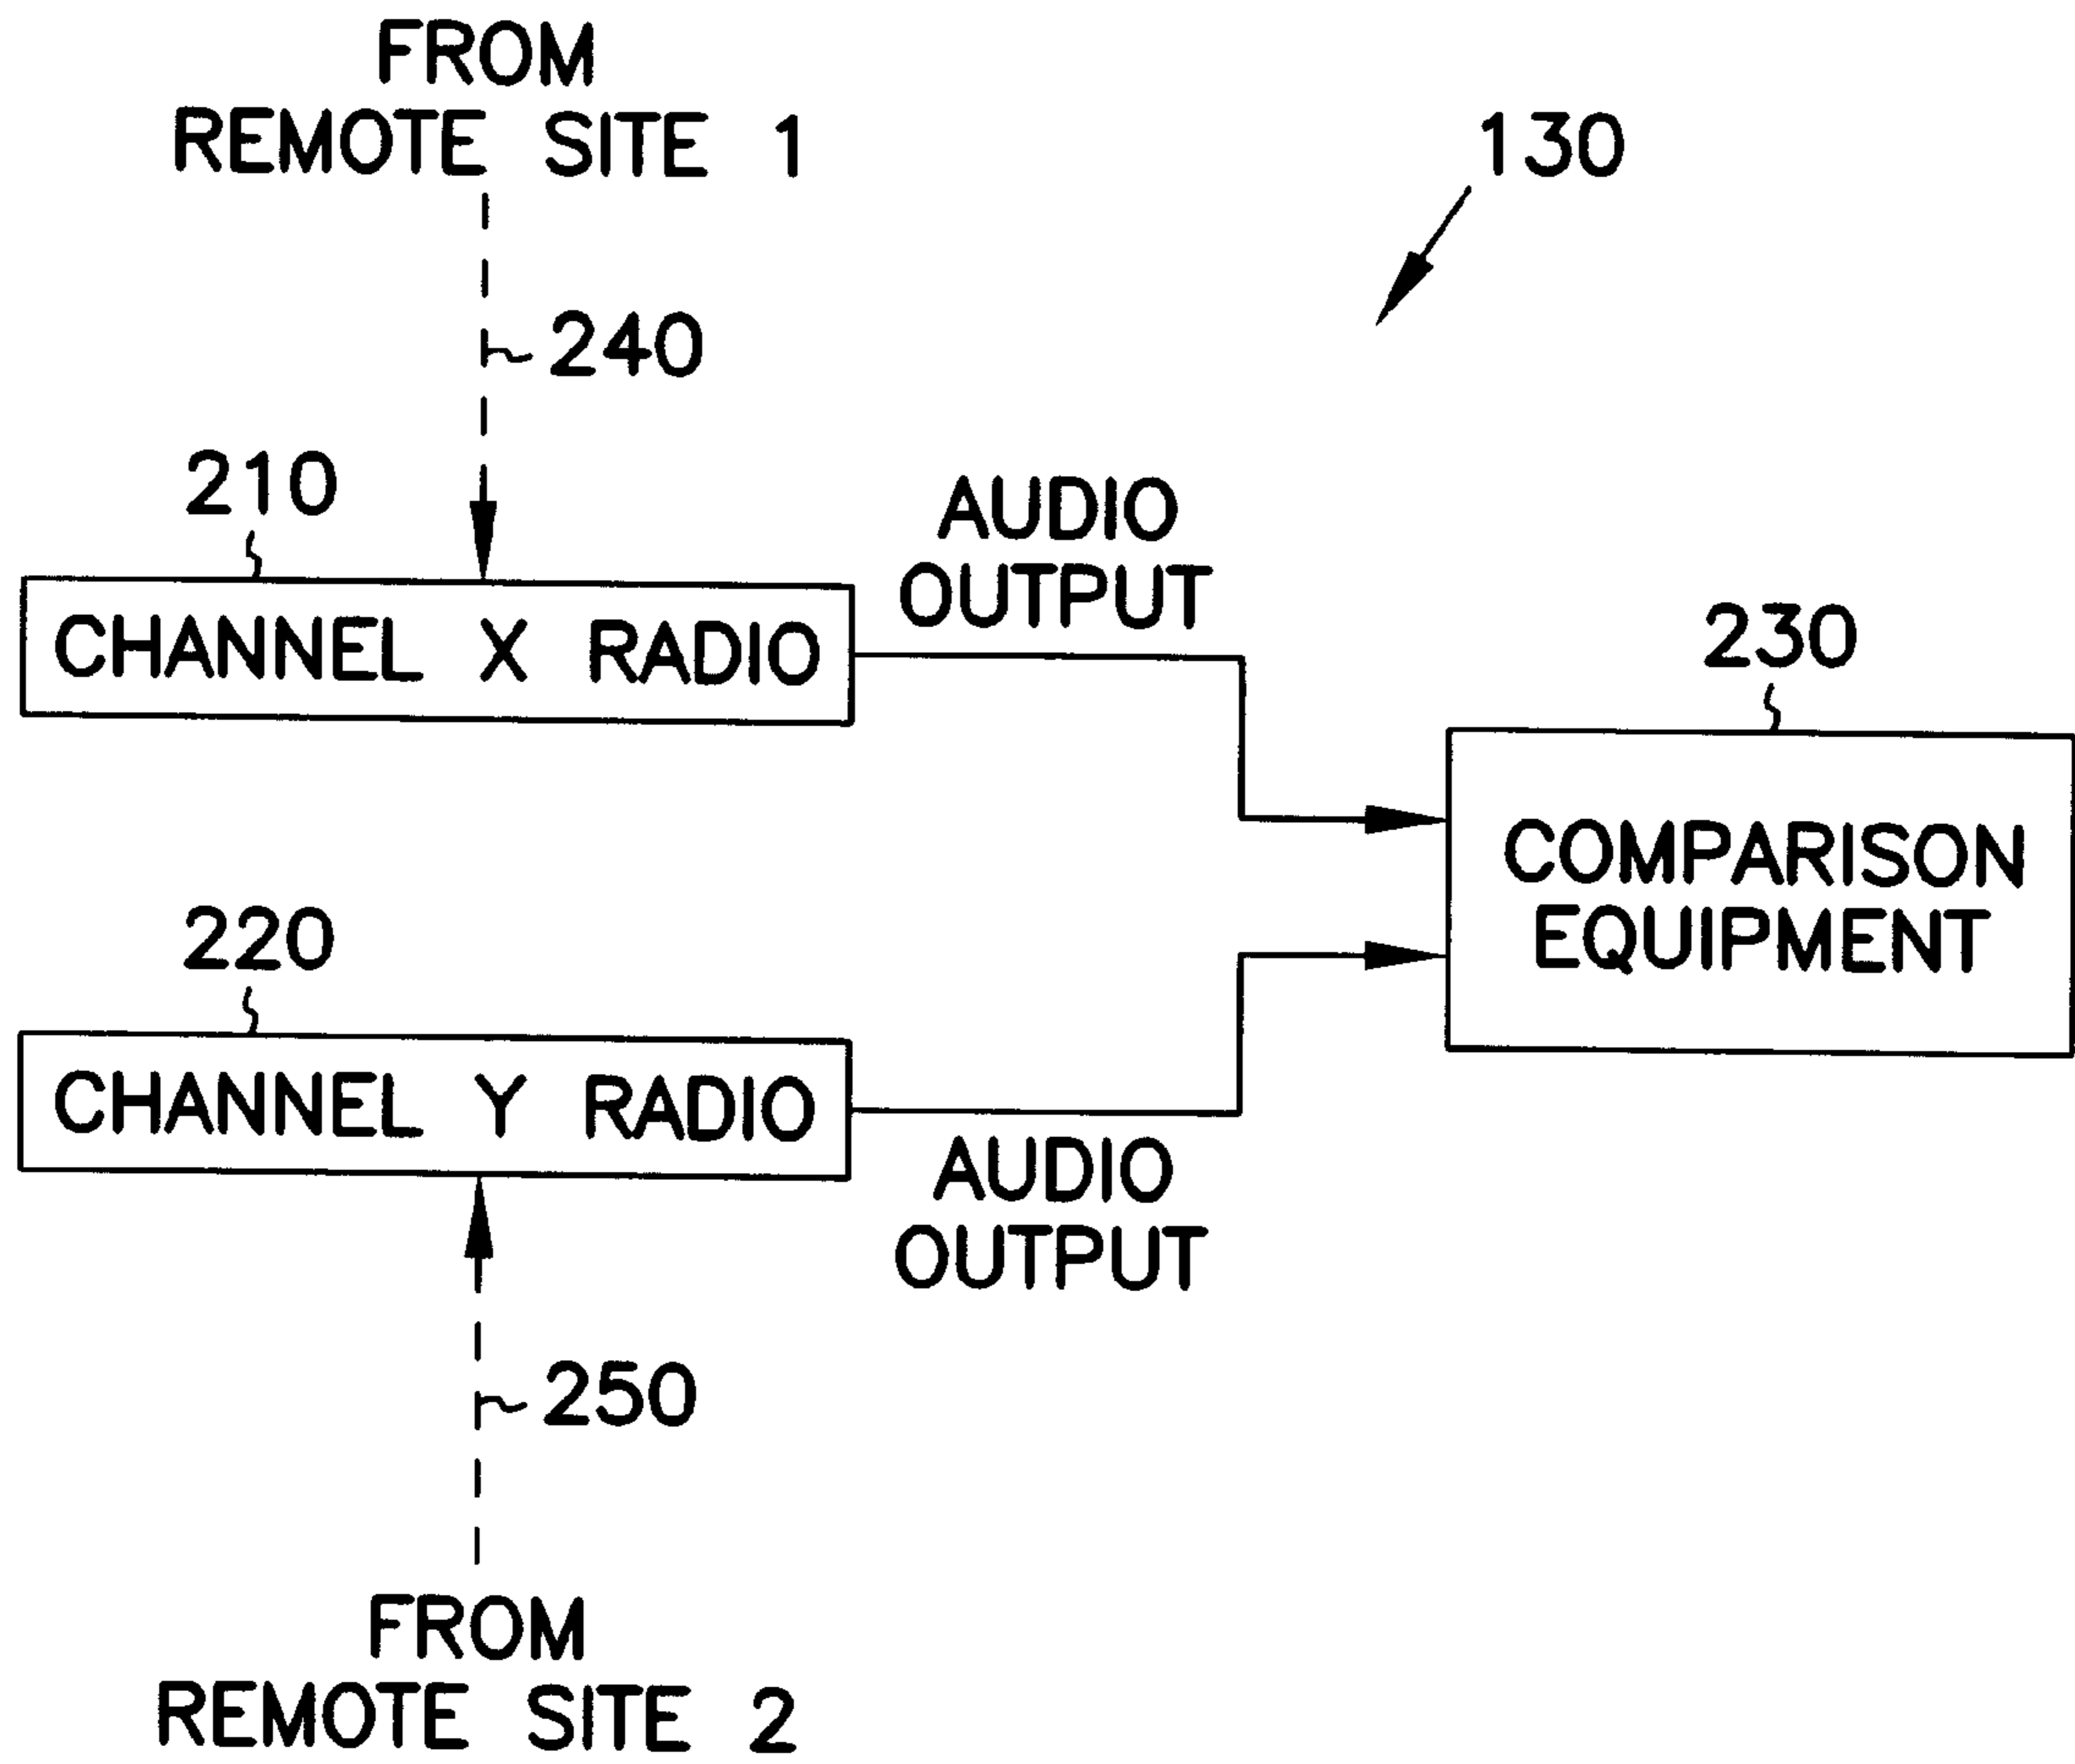 FROM
REMOTE SITE 1
130
240
210
AUDIO
OUTPUT
CHANNEL X RADIO
230
COMPARISON
EQUIPMENT
220
CHANNEL Y RADIO
AUDIO
OUTPUT
250
FROM
REMOTE SITE 2